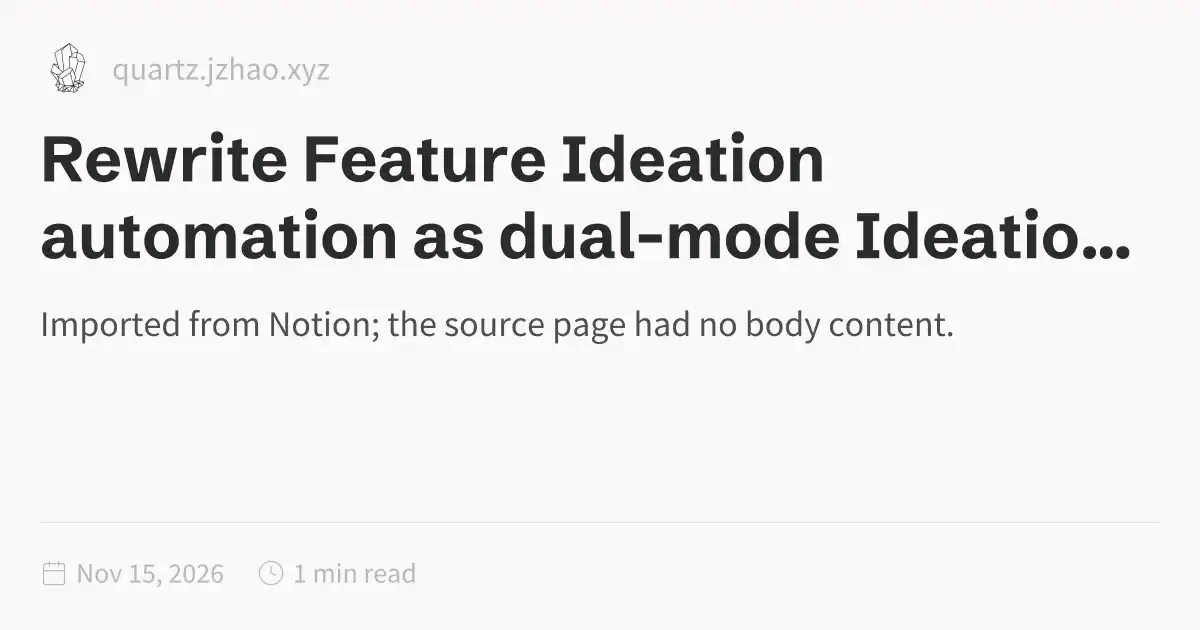 quartz.jzhao.xyz
Rewrite Feature Ideation
automation as dual-mode Ideatio...
Imported from Notion; the source page had no body content.
Nov 15, 2026 1 min read